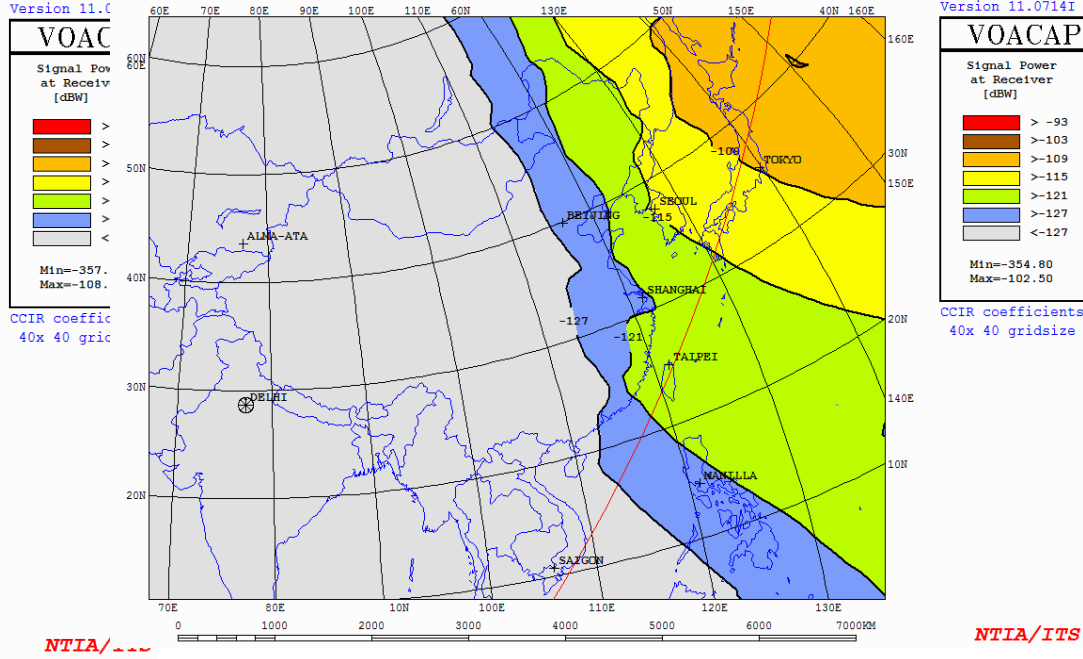 Version 11.0
VOAC
Signal Pow
at Receiv
[dBW]
>
>
>
>
>
>
<
Min=-357.
Max=-108.
CCIR coeffic
40x 40 grid
NTIA/ITS
60E 70E 80E 90E 100E 110E 60N 130E 50N 150E 40N 160E
60N
60E
50N
40N
30N
20N
160E
30N
150E
20N
140E
10N
-109
TOKYO
SEOUL
-115
BEIJING
ALMA-ATA
SHANGHAI
-127
-121
TAIPEI
DELHI
MANILLA
SAIGON
70E 80E 10N 100E 110E 120E 130E
0 1000 2000 3000 4000 5000 6000 7000KM
Version 11.0714I
VOACAP
Signal Power
at Receiver
[dBW]
> -93
>-103
>-109
>-115
>-121
>-127
<-127
Min=-354.80
Max=-102.50
CCIR coefficients
40x 40 gridsize
NTIA/ITS